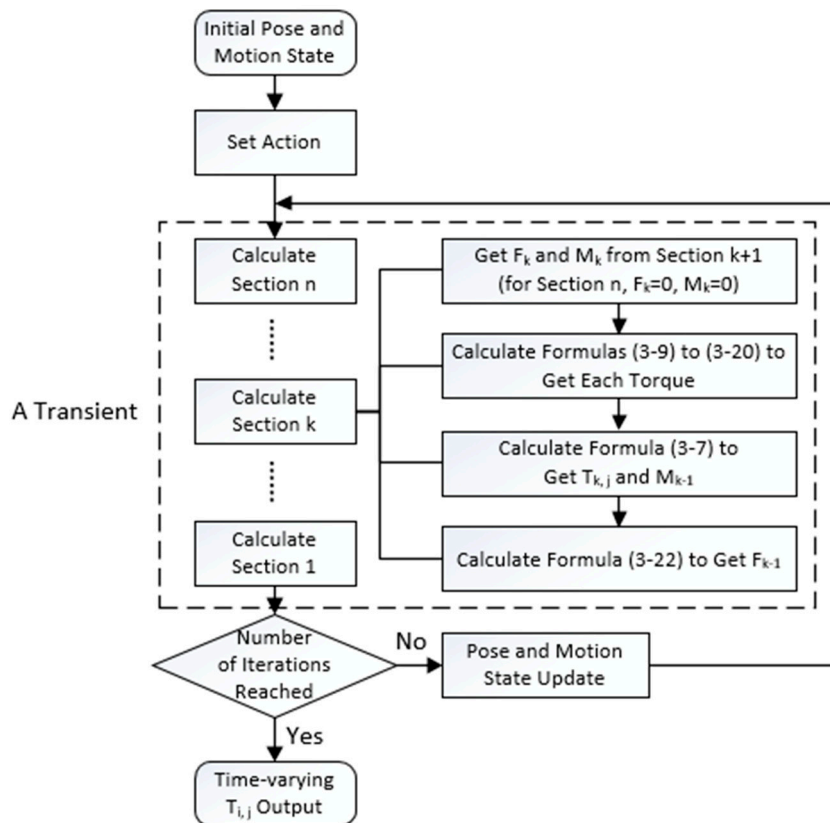 Initial Pose and
Motion State
Set Action
Calculate
Section n
Get Fₖ and Mₖ from Section k+1
(for Section n, Fₖ=0, Mₖ=0)
Calculate Formulas (3-9) to (3-20) to
Get Each Torque
A Transient
Calculate
Section k
Calculate Formula (3-7) to
Get Tₖ,ⱼ and Mₖ₋₁
Calculate
Section 1
Calculate Formula (3-22) to Get Fₖ₋₁
Number
of Iterations
Reached
No
Pose and Motion
State Update
Yes
Time-varying
Tᵢ,ⱼ Output